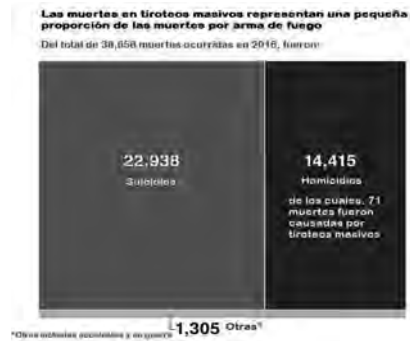 Las muertes en tiroteos masivos representan una pequeña
proporción de las muertes por arma de fuego
Del total de 38,658 muertes ocurridas en 2016, fueron:
22,938
Suicidios
14,415
Homicidios
de los cuales, 71
muertes fueron
causadas por
tiroteos masivos
1,305 Otras*
*Otras